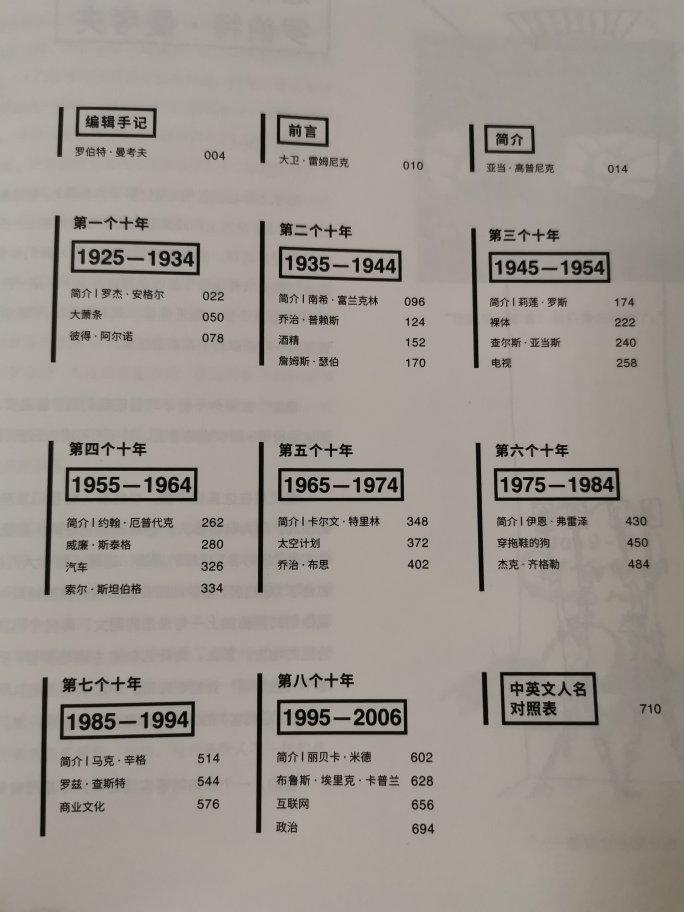 编辑手记
罗伯特·曼考夫 004
前言
大卫·雷姆尼克 010
简介
亚当·高普尼克 014
第一个十年
1925—1934
简介 | 罗杰·安格尔 022
大萧条 050
彼得·阿尔诺 078
第二个十年
1935—1944
简介 | 南希·富兰克林 096
乔治·普赖斯 124
酒精 152
詹姆斯·瑟伯 170
第三个十年
1945—1954
简介 | 莉莲·罗斯 174
裸体 222
查尔斯·亚当斯 240
电视 258
第四个十年
1955—1964
简介 | 约翰·厄普代克 262
威廉·斯泰格 280
汽车 326
索尔·斯坦伯格 334
第五个十年
1965—1974
简介 | 卡尔文·特里林 348
太空计划 372
乔治·布思 402
第六个十年
1975—1984
简介 | 伊恩·弗雷泽 430
穿拖鞋的狗 450
杰克·齐格勒 484
第七个十年
1985—1994
简介 | 马克·辛格 514
罗兹·查斯特 544
商业文化 576
第八个十年
1995—2006
简介 | 丽贝卡·米德 602
布鲁斯·埃里克·卡普兰 628
互联网 656
政治 694
中英文人名
对照表 710